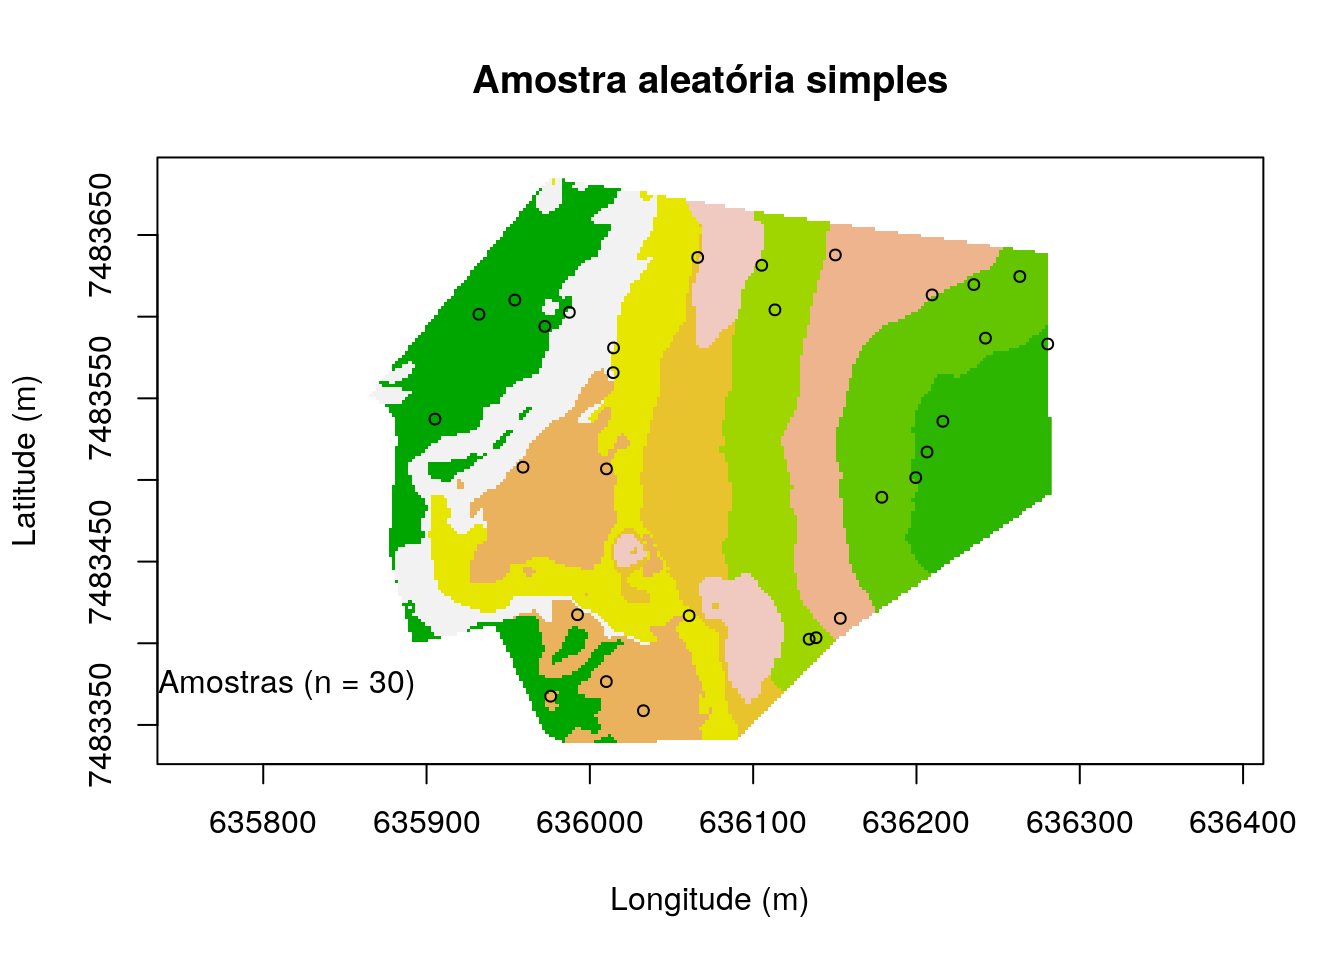 Amostra aleatória simples
7483650
7483550
7483450
7483350
Latitude (m)
Amostras (n = 30)
635800 635900 636000 636100 636200 636300 636400
Longitude (m)